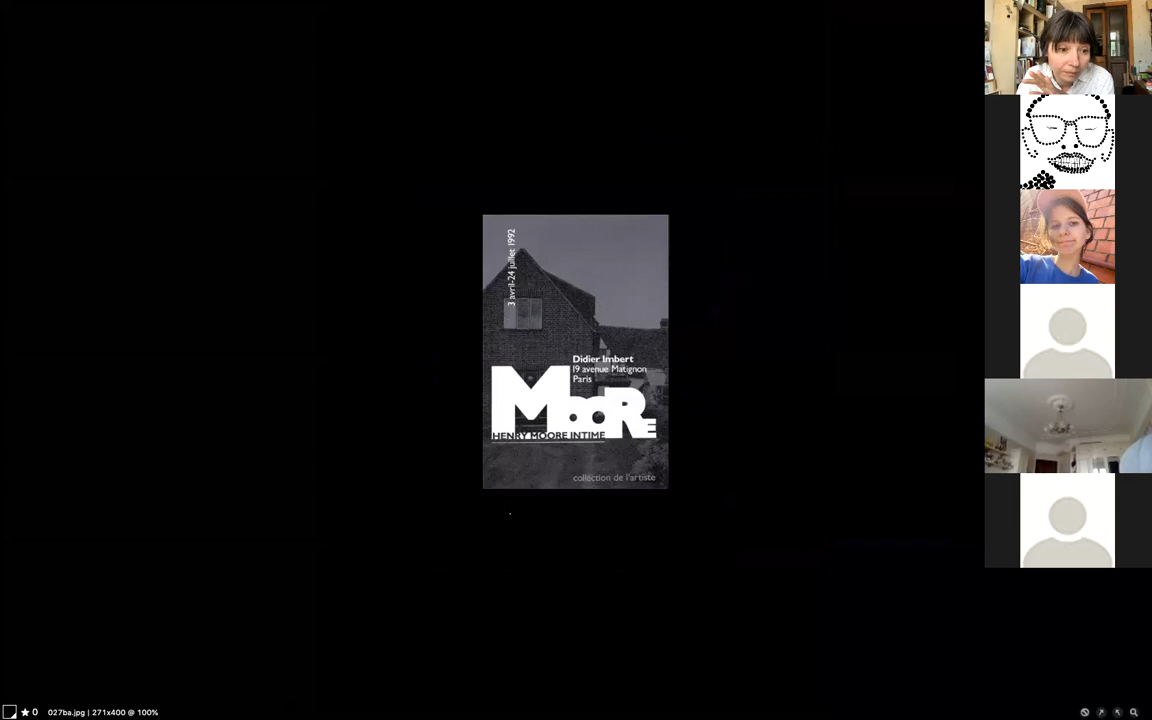 3 avril-24 juillet 1992
Didier Imbert
19 avenue Matignon
Paris
MooRe
HENRY MOORE INTIME
collection de l'artiste
0
027ba.jpg | 271x400 @ 100%